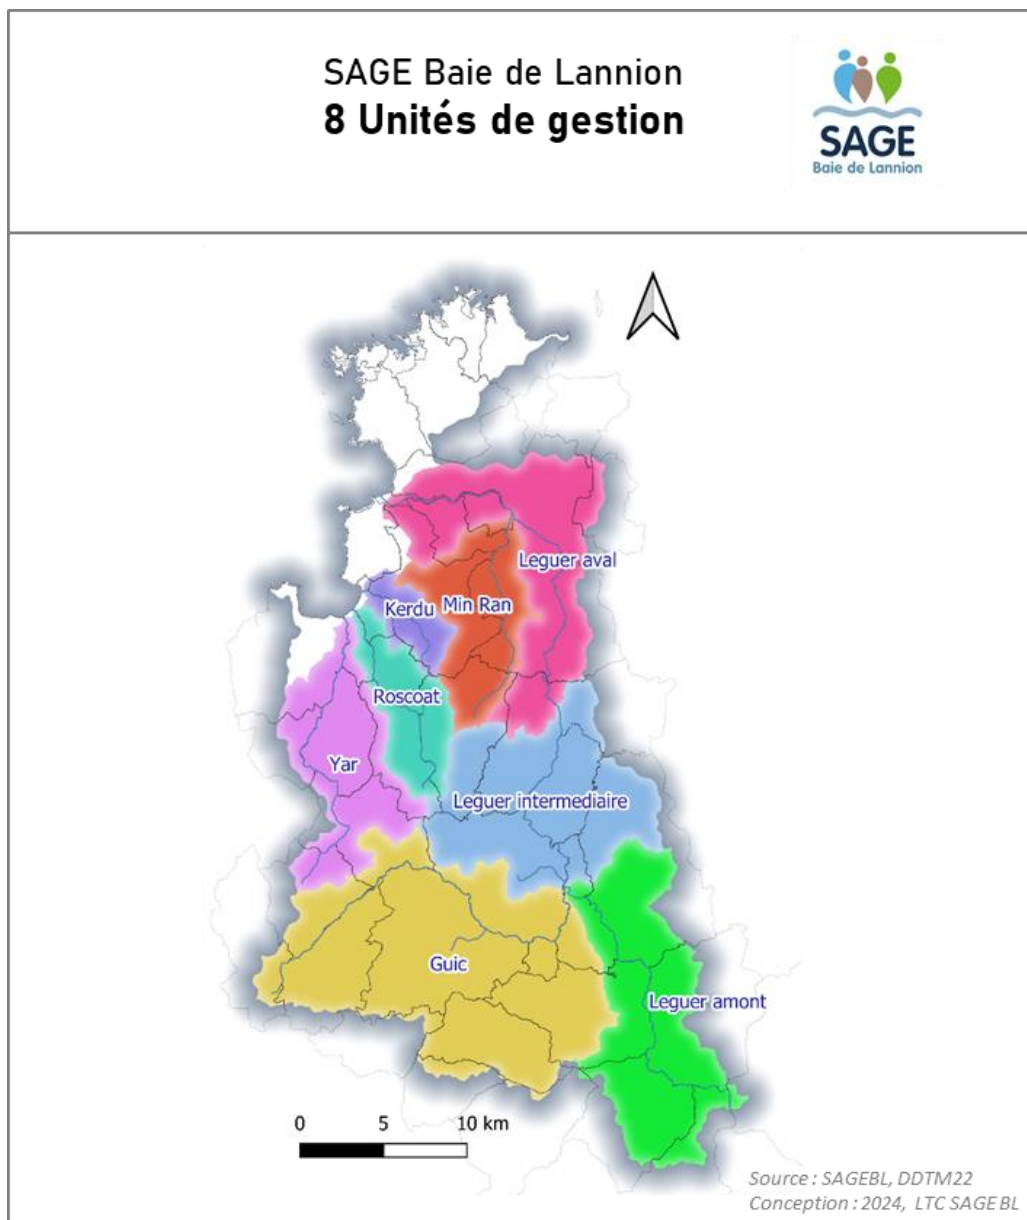 SAGE Baie de Lannion
8 Unités de gestion
SAGE
Baie de Lannion
Leguer aval
Kerdu
Min Ran
Roscoat
Yar
Leguer intermediaire
Guic
Leguer amont
0 5 10 km
Source : SAGEBL, DDTM22
Conception : 2024, LTC SAGE BL